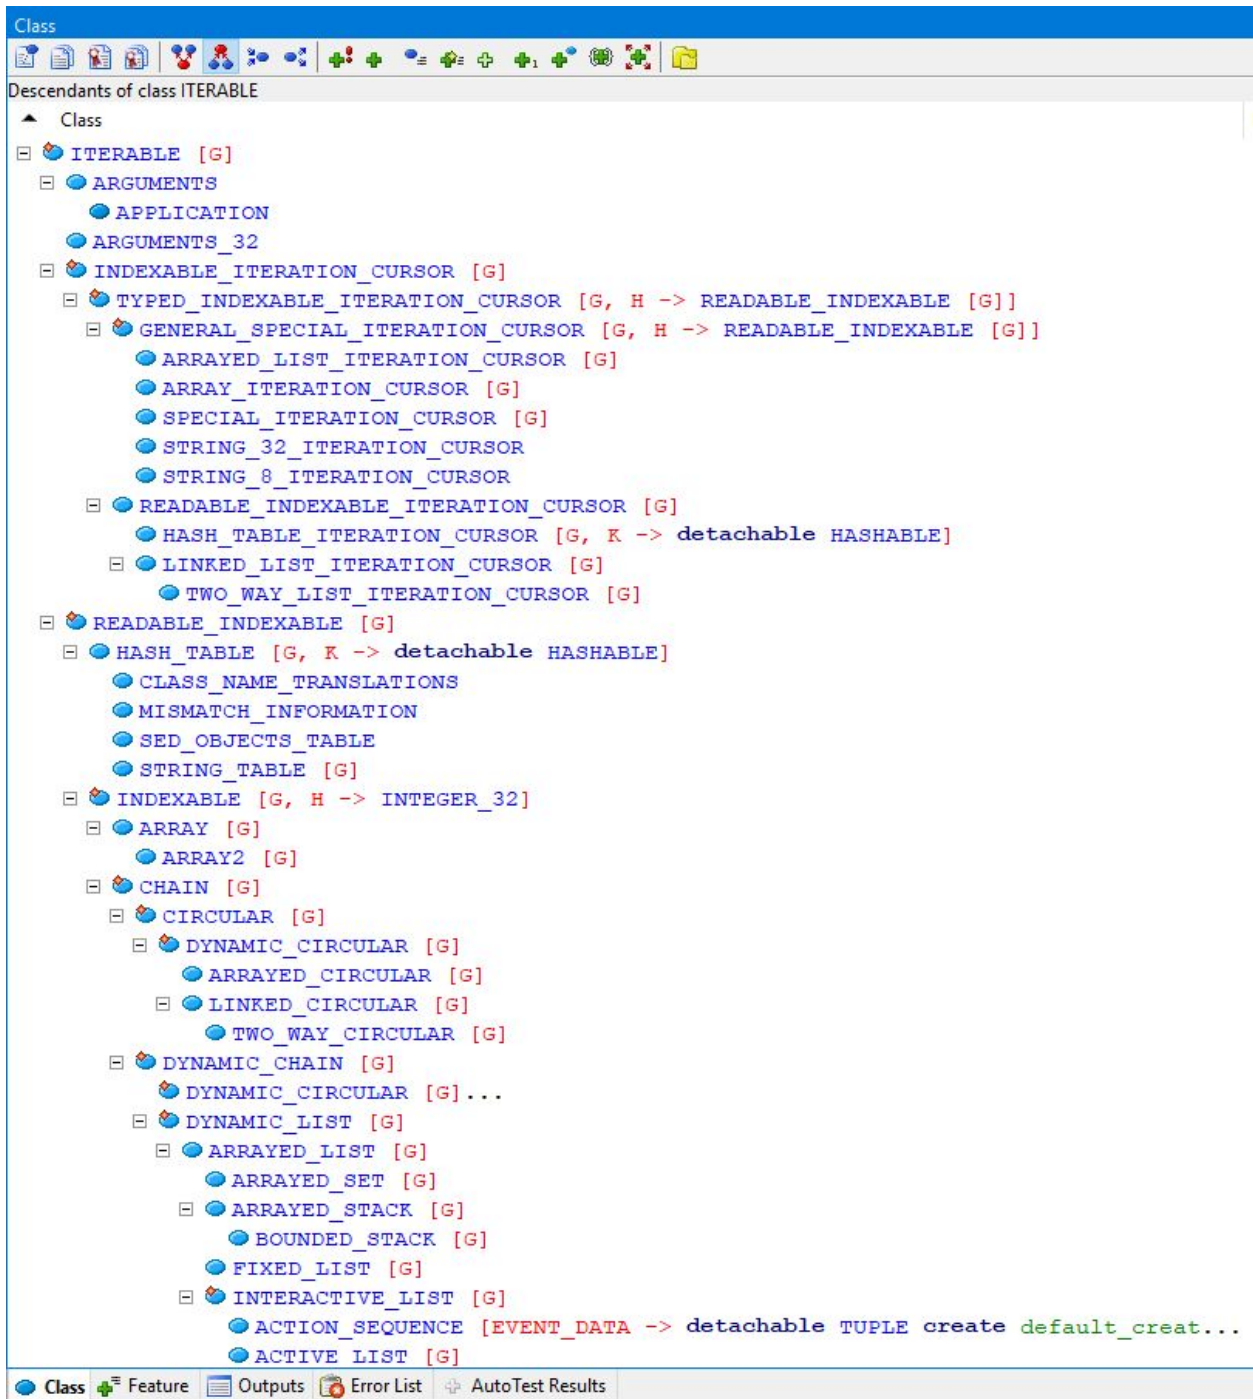 Class
Descendants of class ITERABLE
Class
ITERABLE [G]
ARGUMENTS
APPLICATION
ARGUMENTS_32
INDEXABLE_ITERATION_CURSOR [G]
TYPED_INDEXABLE_ITERATION_CURSOR [G, H -> READABLE_INDEXABLE [G]]
GENERAL_SPECIAL_ITERATION_CURSOR [G, H -> READABLE_INDEXABLE [G]]
ARRAYED_LIST_ITERATION_CURSOR [G]
ARRAY_ITERATION_CURSOR [G]
SPECIAL_ITERATION_CURSOR [G]
STRING_32_ITERATION_CURSOR
STRING_8_ITERATION_CURSOR
READABLE_INDEXABLE_ITERATION_CURSOR [G]
HASH_TABLE_ITERATION_CURSOR [G, K -> detachable HASHABLE]
LINKED_LIST_ITERATION_CURSOR [G]
TWO_WAY_LIST_ITERATION_CURSOR [G]
READABLE_INDEXABLE [G]
HASH_TABLE [G, K -> detachable HASHABLE]
CLASS_NAME_TRANSLATIONS
MISMATCH_INFORMATION
SED_OBJECTS_TABLE
STRING_TABLE [G]
INDEXABLE [G, H -> INTEGER_32]
ARRAY [G]
ARRAY2 [G]
CHAIN [G]
CIRCULAR [G]
DYNAMIC_CIRCULAR [G]
ARRAYED_CIRCULAR [G]
LINKED_CIRCULAR [G]
TWO_WAY_CIRCULAR [G]
DYNAMIC_CHAIN [G]
DYNAMIC_CIRCULAR [G]...
DYNAMIC_LIST [G]
ARRAYED_LIST [G]
ARRAYED_SET [G]
ARRAYED_STACK [G]
BOUNDED_STACK [G]
FIXED_LIST [G]
INTERACTIVE_LIST [G]
ACTION_SEQUENCE [EVENT_DATA -> detachable TUPLE create default_creat...
ACTIVE_LIST [G]
Class Feature Outputs Error List AutoTest Results